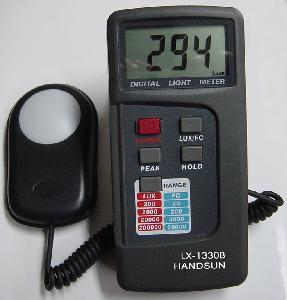 294
Lux
DIGITAL LIGHT METER
POWER LUX/FC
PEAK HOLD
RANGE
LUX FC
200 20
2000 200
20000 2000
200000 20000
LX-1330B
HANDSUN